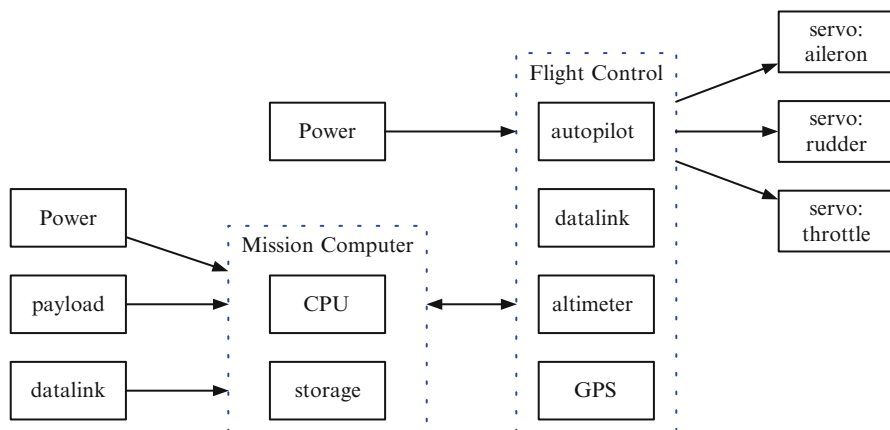 servo:
aileron
Flight Control
Power
autopilot
servo:
rudder
Power
datalink
servo:
throttle
Mission Computer
payload
CPU
altimeter
datalink
storage
GPS